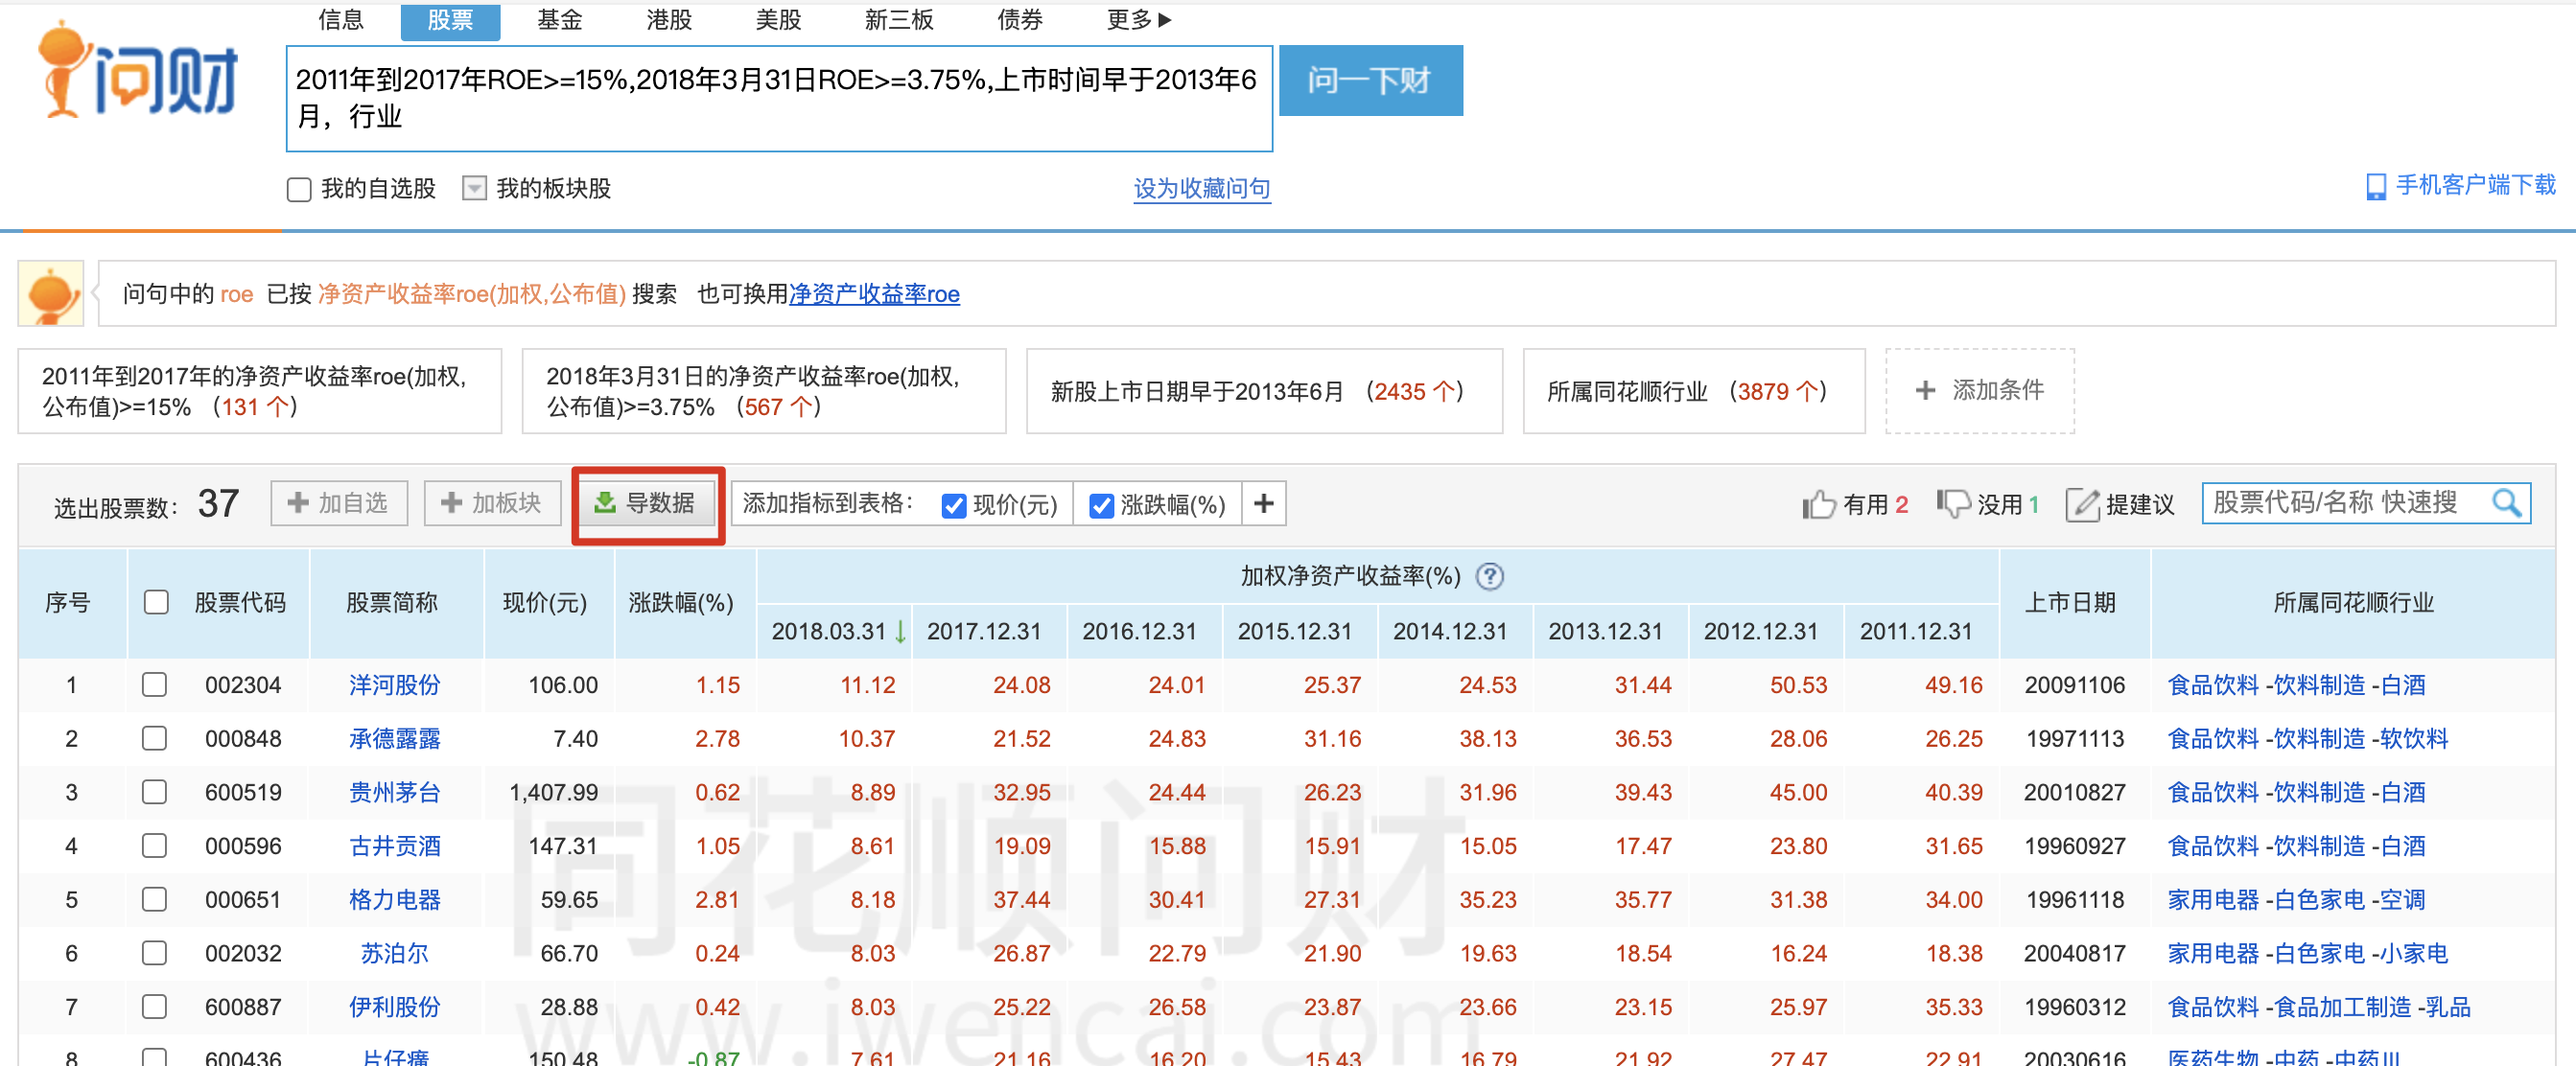 信息 股票 基金 港股 美股 新三板 债券 更多
问财
2011年到2017年ROE>=15%,2018年3月31日ROE>=3.75%,上市时间早于2013年6
月，行业
问一下财
我的自选股 我的板块股 设为收藏问句
手机客户端下载
问句中的 roe 已按 净资产收益率roe(加权,公布值) 搜索 也可换用净资产收益率roe
2011年到2017年的净资产收益率roe(加权,
公布值)>=15% （131 个）
2018年3月31日的净资产收益率roe(加权,
公布值)>=3.75% （567 个）
新股上市日期早于2013年6月 （2435 个）
所属同花顺行业 （3879 个）
+ 添加条件
选出股票数： 37 加自选 加板块 导数据 添加指标到表格： 现价(元) 涨跌幅(%) + 有用 2 没用 1 提建议 股票代码/名称 快速搜
序号 股票代码 股票简称 现价(元) 涨跌幅(%) 加权净资产收益率(%) ? 上市日期 所属同花顺行业
2018.03.31↓ 2017.12.31 2016.12.31 2015.12.31 2014.12.31 2013.12.31 2012.12.31 2011.12.31
1 002304 洋河股份 106.00 1.15 11.12 24.08 24.01 25.37 24.53 31.44 50.53 49.16 20091106 食品饮料 -饮料制造 -白酒
2 000848 承德露露 7.40 2.78 10.37 21.52 24.83 31.16 38.13 36.53 28.06 26.25 19971113 食品饮料 -饮料制造 -软饮料
3 600519 贵州茅台 1,407.99 0.62 8.89 32.95 24.44 26.23 31.96 39.43 45.00 40.39 20010827 食品饮料 -饮料制造 -白酒
4 000596 古井贡酒 147.31 1.05 8.61 19.09 15.88 15.91 15.05 17.47 23.80 31.65 19960927 食品饮料 -饮料制造 -白酒
5 000651 格力电器 59.65 2.81 8.18 37.44 30.41 27.31 35.23 35.77 31.38 34.00 19961118 家用电器 -白色家电 -空调
6 002032 苏泊尔 66.70 0.24 8.03 26.87 22.79 21.90 19.63 18.54 16.24 18.38 20040817 家用电器 -白色家电 -小家电
7 600887 伊利股份 28.88 0.42 8.03 25.22 26.58 23.87 23.66 23.15 25.97 35.33 19960312 食品饮料 -食品加工制造 -乳品
8 600436 片仔癀 150.48 -0.87 7.61 21.16 16.20 15.43 16.79 21.92 27.47 22.91 20030616 医药生物 -中药 -中药III
同花顺问财
www.iwencai.com